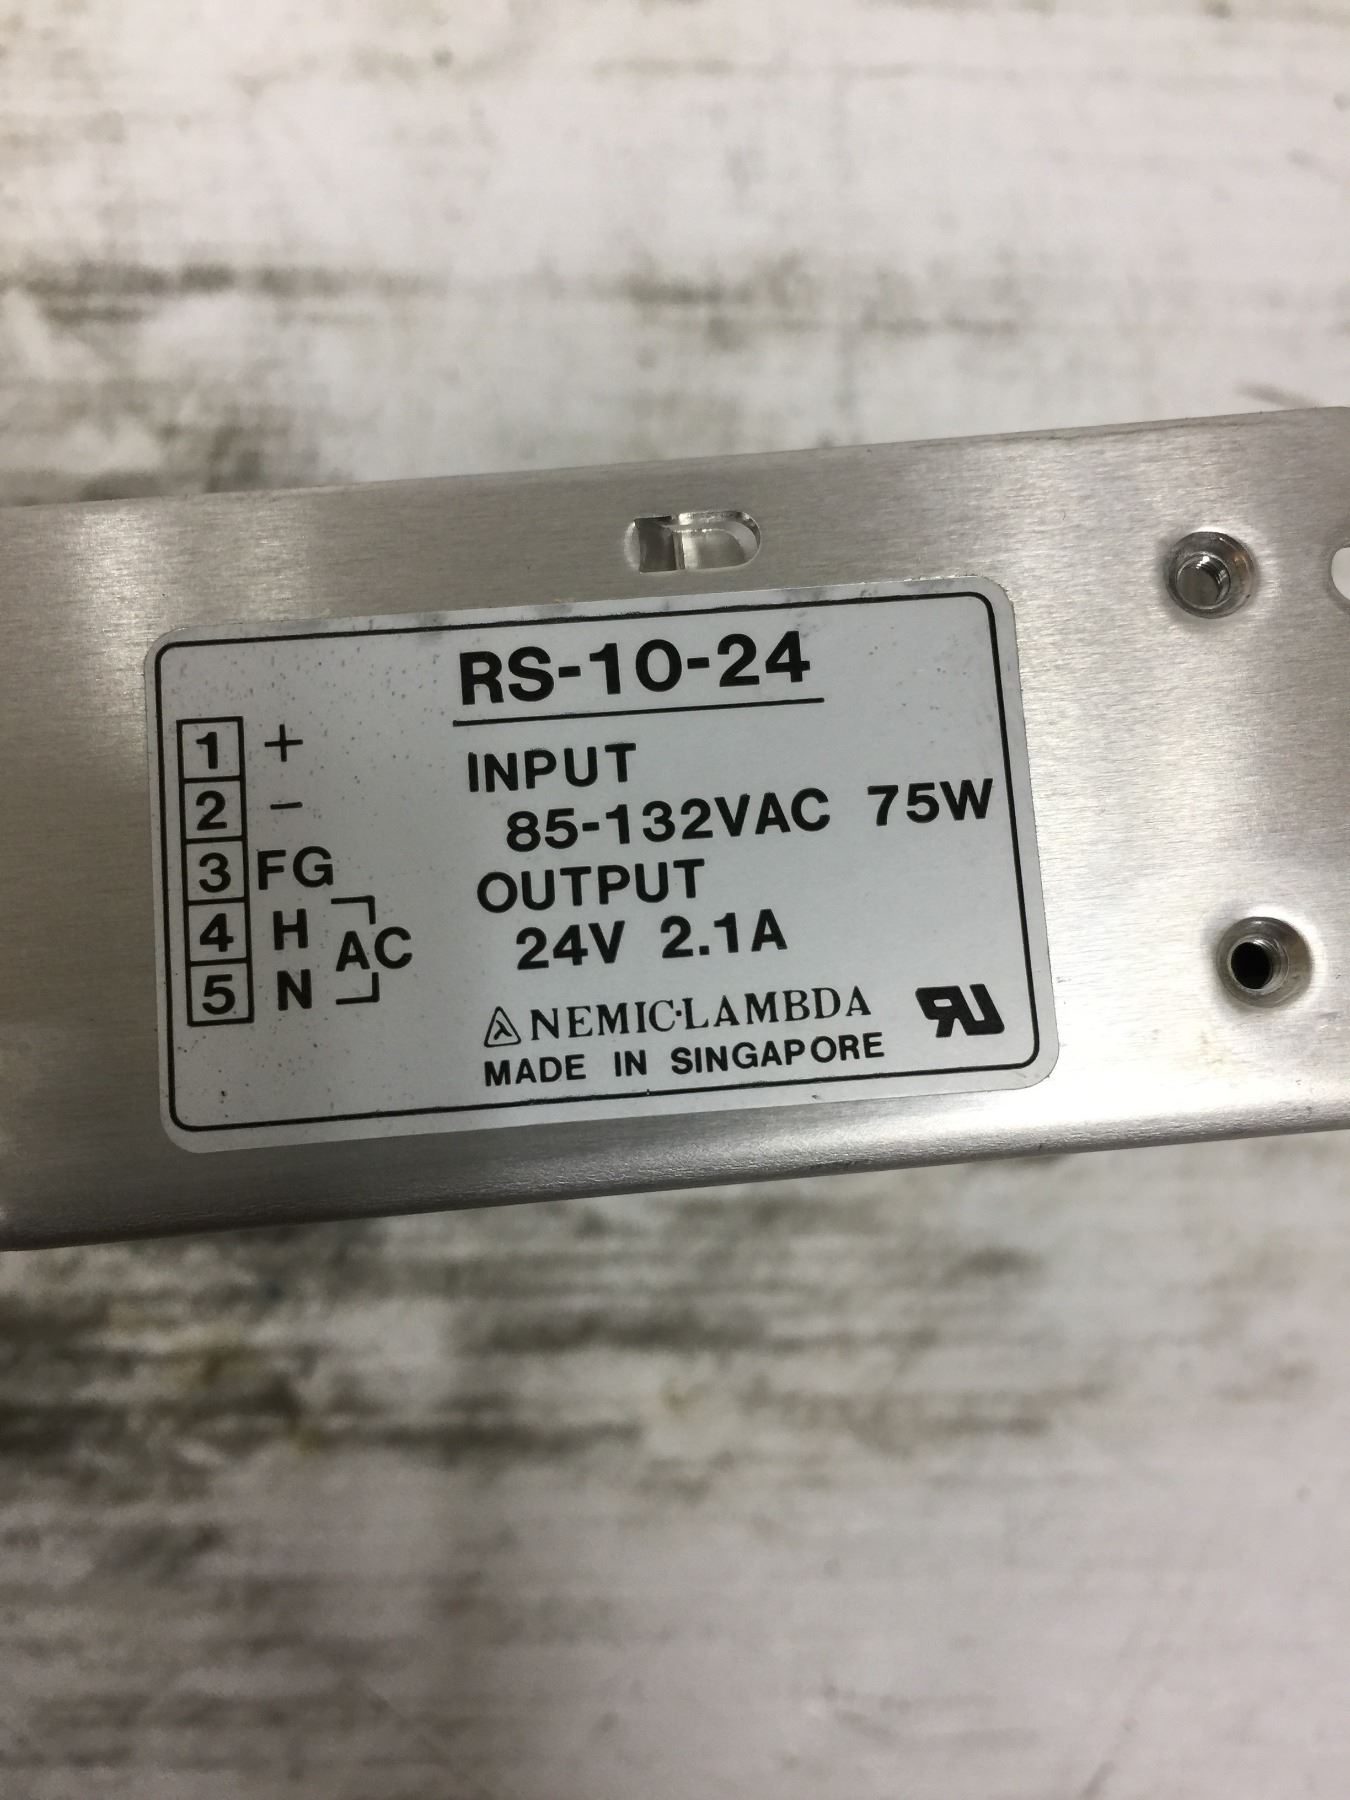 RS-10-24
1 +
2 -
3 FG
4 H
5 N
AC
INPUT
85-132VAC 75W
OUTPUT
24V 2.1A
NEMIC·LAMBDA
MADE IN SINGAPORE
RU